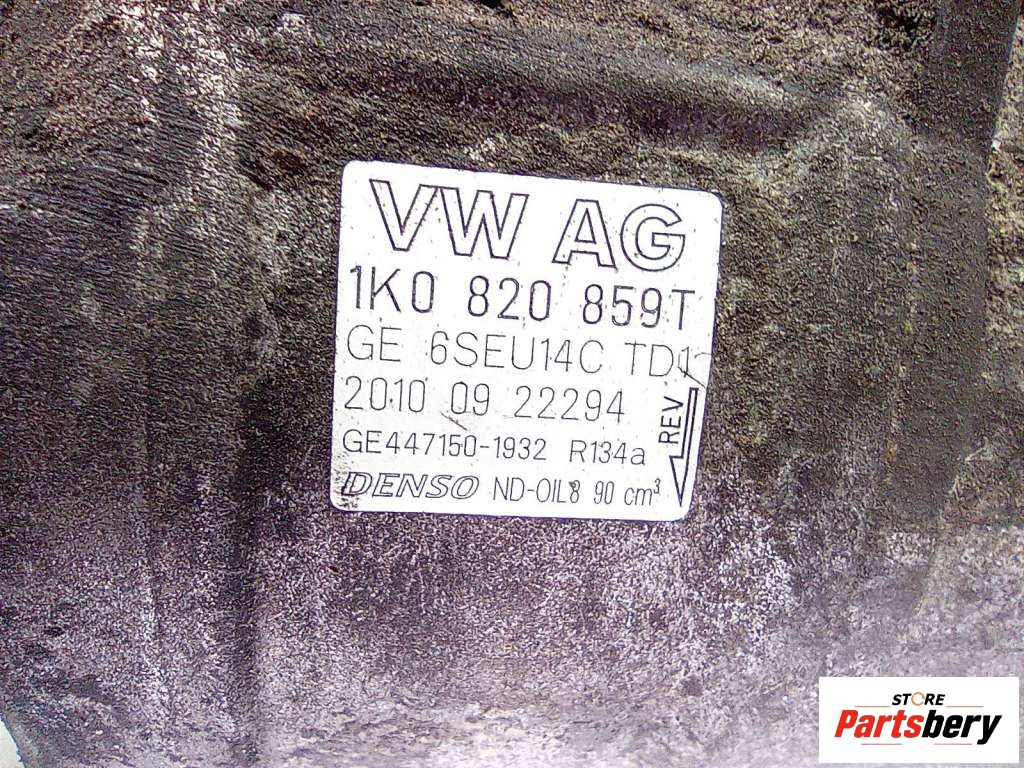 VW AG
1K0 820 859T
GE 6SEU14C TD1
2010 09 22294
REV
GE447150-1932 R134a
DENSO ND-OIL8 90 cm³
STORE
Partsbery